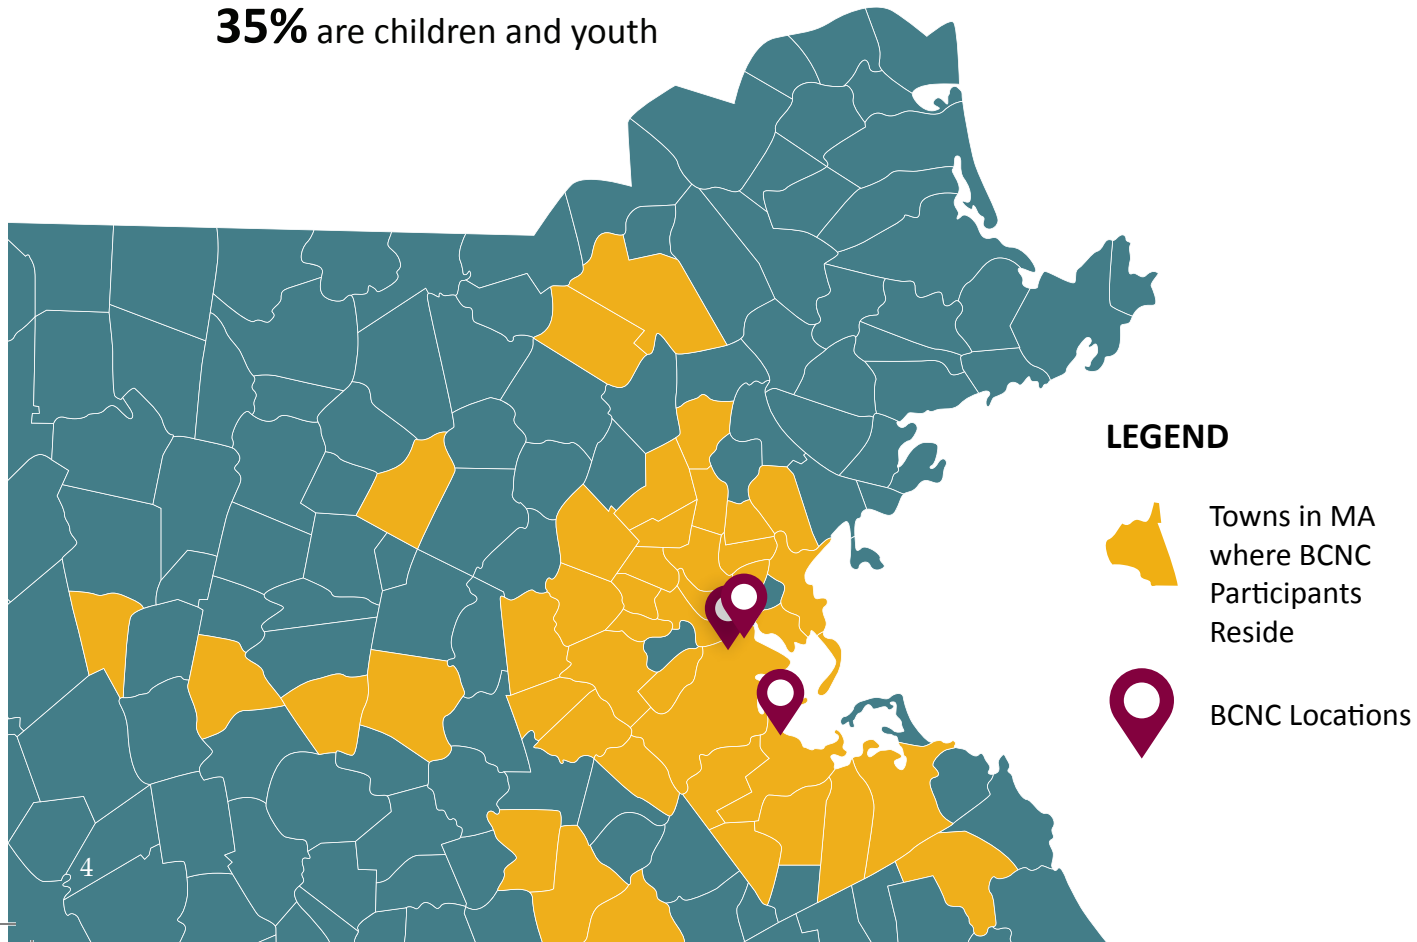 35% are children and youth
LEGEND
Towns in MA
where BCNC
Participants
Reside
BCNC Locations
4